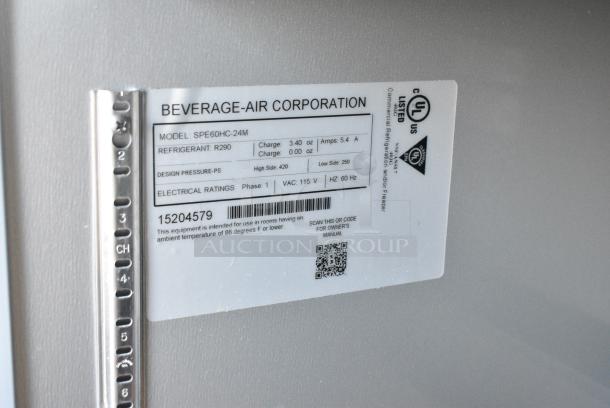 BEVERAGE-AIR CORPORATION
MODEL: SPE60HC-24M
REFRIGERANT: R290
Charge: 3.40 oz
Charge: 0.00 oz
Amps: 5.4 A
DESIGN PRESSURE-PS
High Side: 420
Low Side: 250
ELECTRICAL RATINGS
Phase: 1
VAC: 115 V
HZ: 60 Hz
15204579
This equipment is intended for use in rooms having an
ambient temperature of 86 degrees F or lower
SCAN THIS QR CODE
FOR OWNER'S
MANUAL
C UL US
LISTED
Commercial Refrigerator and/or Freezer
AUCTION GROUP
2
3
CH
4
5
6